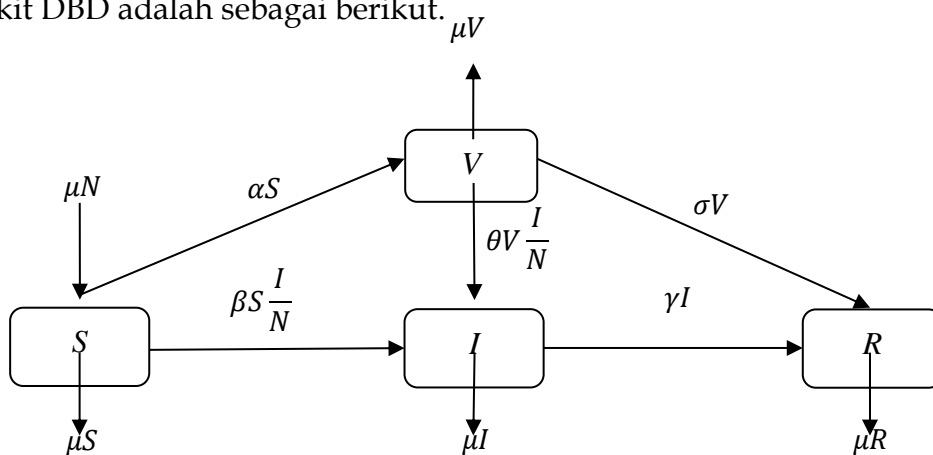 kit DBD adalah sebagai berikut.
μV
V
μN
αS
σV
θV I/N
βS I/N
γI
S
I
R
μS
μI
μR